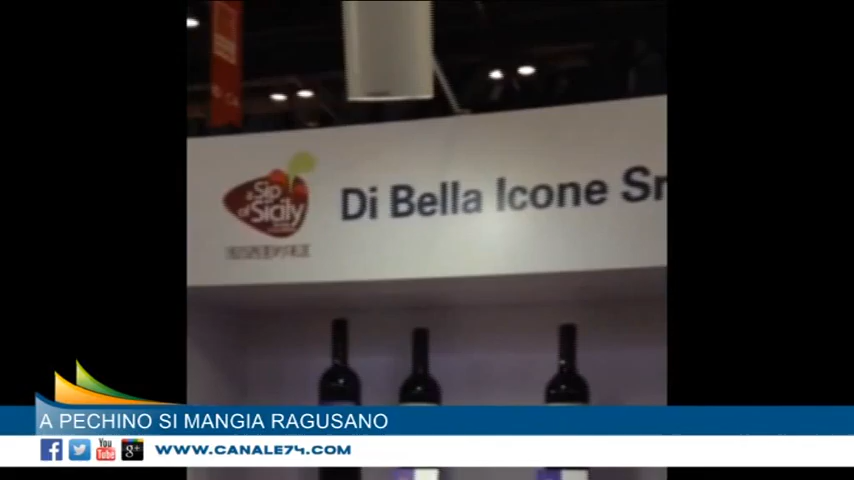 a Sip
of Sicily
Di Bella Icone Sr
A PECHINO SI MANGIA RAGUSANO
You
Tube
g+
WWW.CANALE74.COM